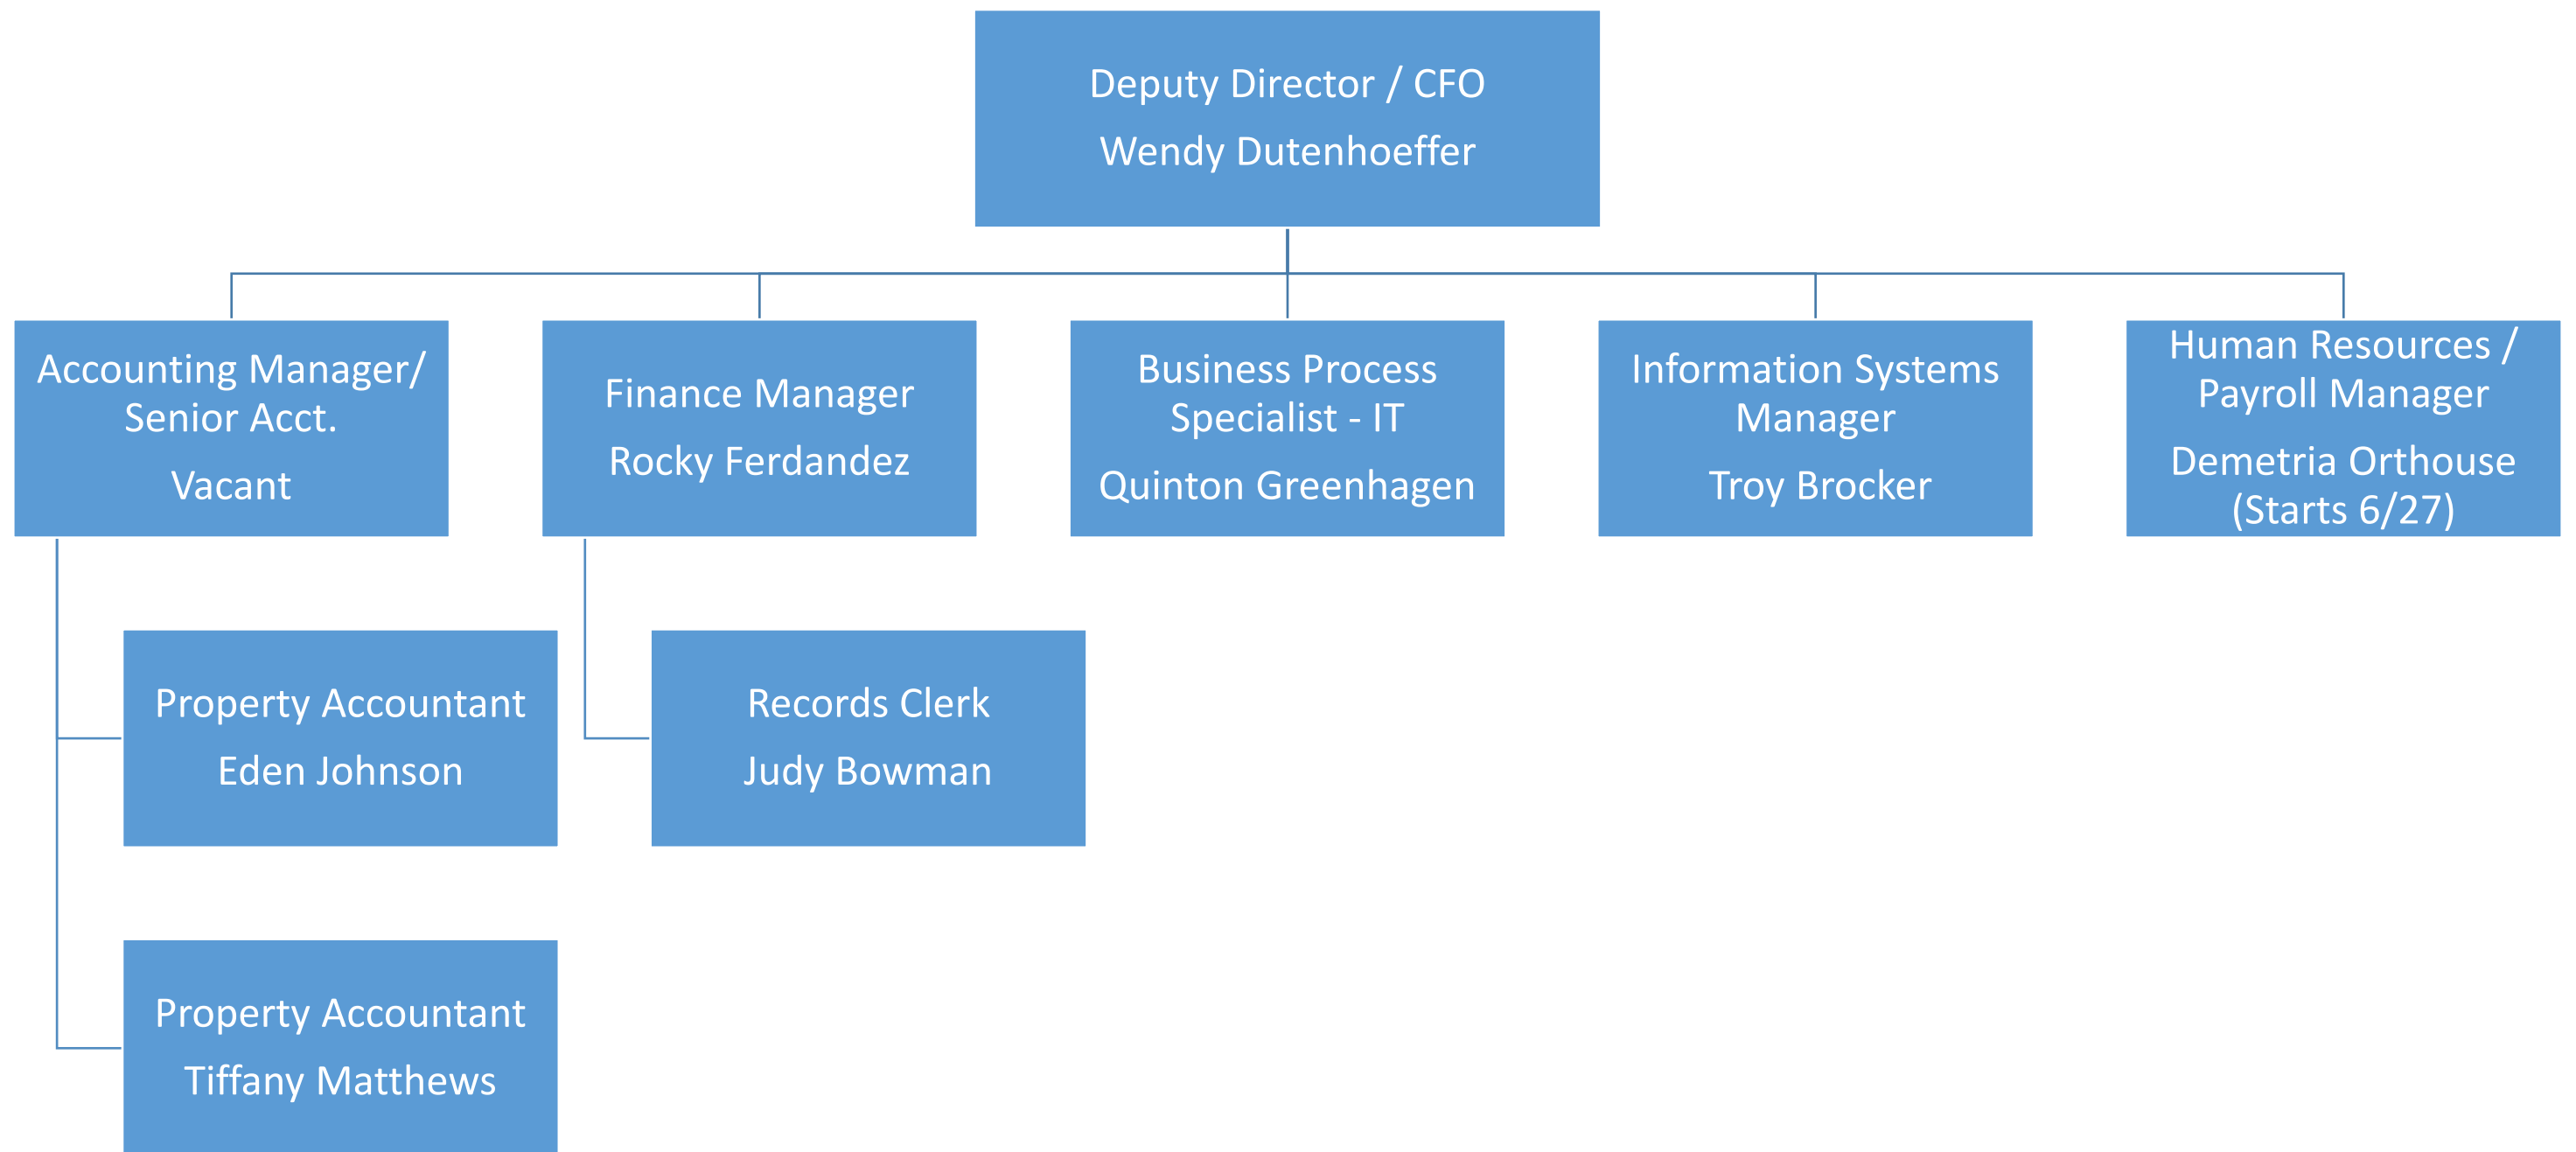 Deputy Director / CFO
Wendy Dutenhoeffer
Accounting Manager/
Senior Acct.
Vacant
Finance Manager
Rocky Ferdandez
Business Process
Specialist - IT
Quinton Greenhagen
Information Systems
Manager
Troy Brocker
Human Resources /
Payroll Manager
Demetria Orthouse
(Starts 6/27)
Property Accountant
Eden Johnson
Records Clerk
Judy Bowman
Property Accountant
Tiffany Matthews